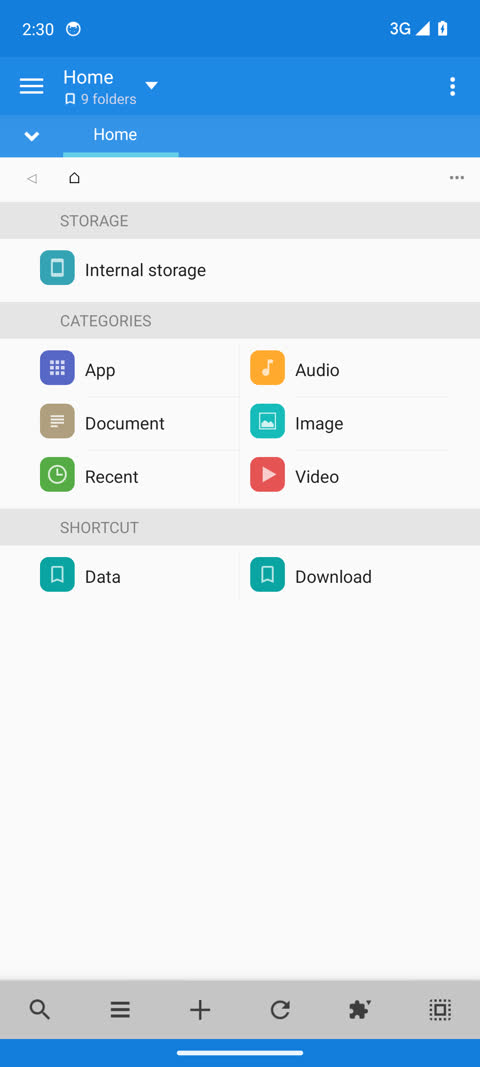 2:30
3G
Home
9 folders
Home
STORAGE
Internal storage
CATEGORIES
App
Audio
Document
Image
Recent
Video
SHORTCUT
Data
Download